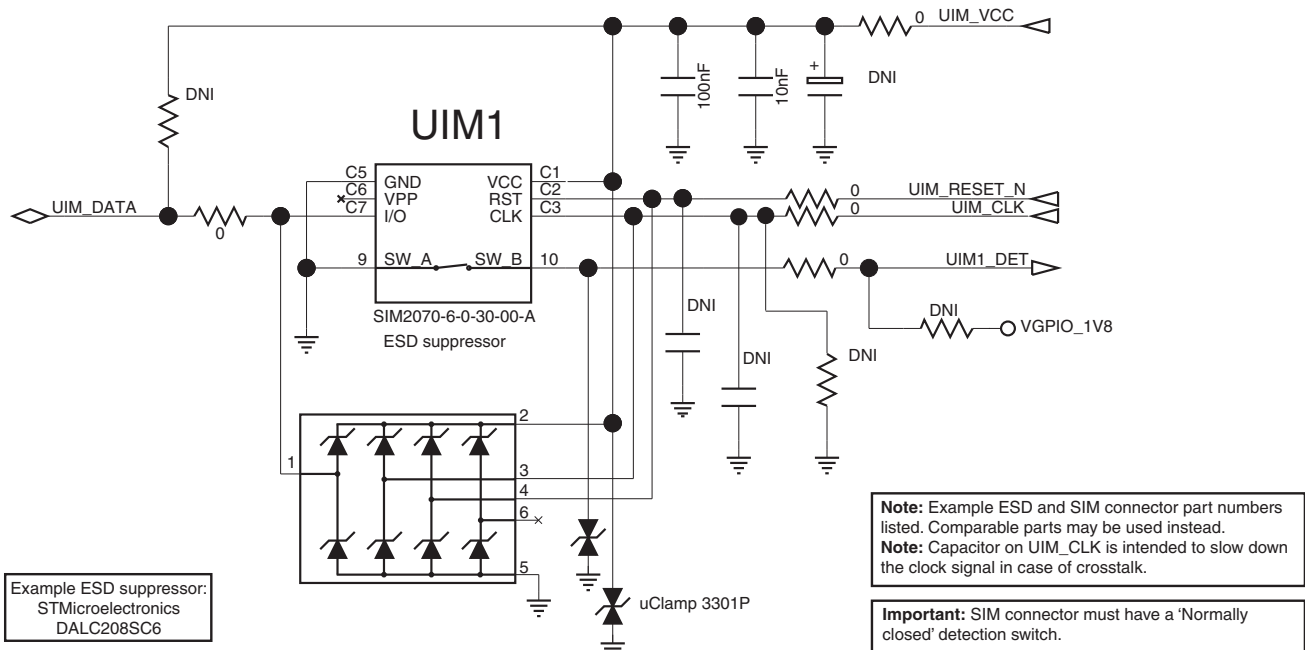 0 UIM_VCC
DNI
100nF
10nF
+
DNI
UIM1
C5 GND VCC C1
C6 VPP RST C2
C7 I/O CLK C3
UIM_DATA
0
0 UIM_RESET_N
0 UIM_CLK
9 SW_A SW_B 10
0 UIM1_DET
SIM2070-6-0-30-00-A
ESD suppressor
DNI
DNI
DNI
DNI
VGPIO_1V8
1
2
3
4
6
5
uClamp 3301P
Example ESD suppressor:
STMicroelectronics
DALC208SC6
Note: Example ESD and SIM connector part numbers
listed. Comparable parts may be used instead.
Note: Capacitor on UIM_CLK is intended to slow down
the clock signal in case of crosstalk.
Important: SIM connector must have a ‘Normally
closed’ detection switch.